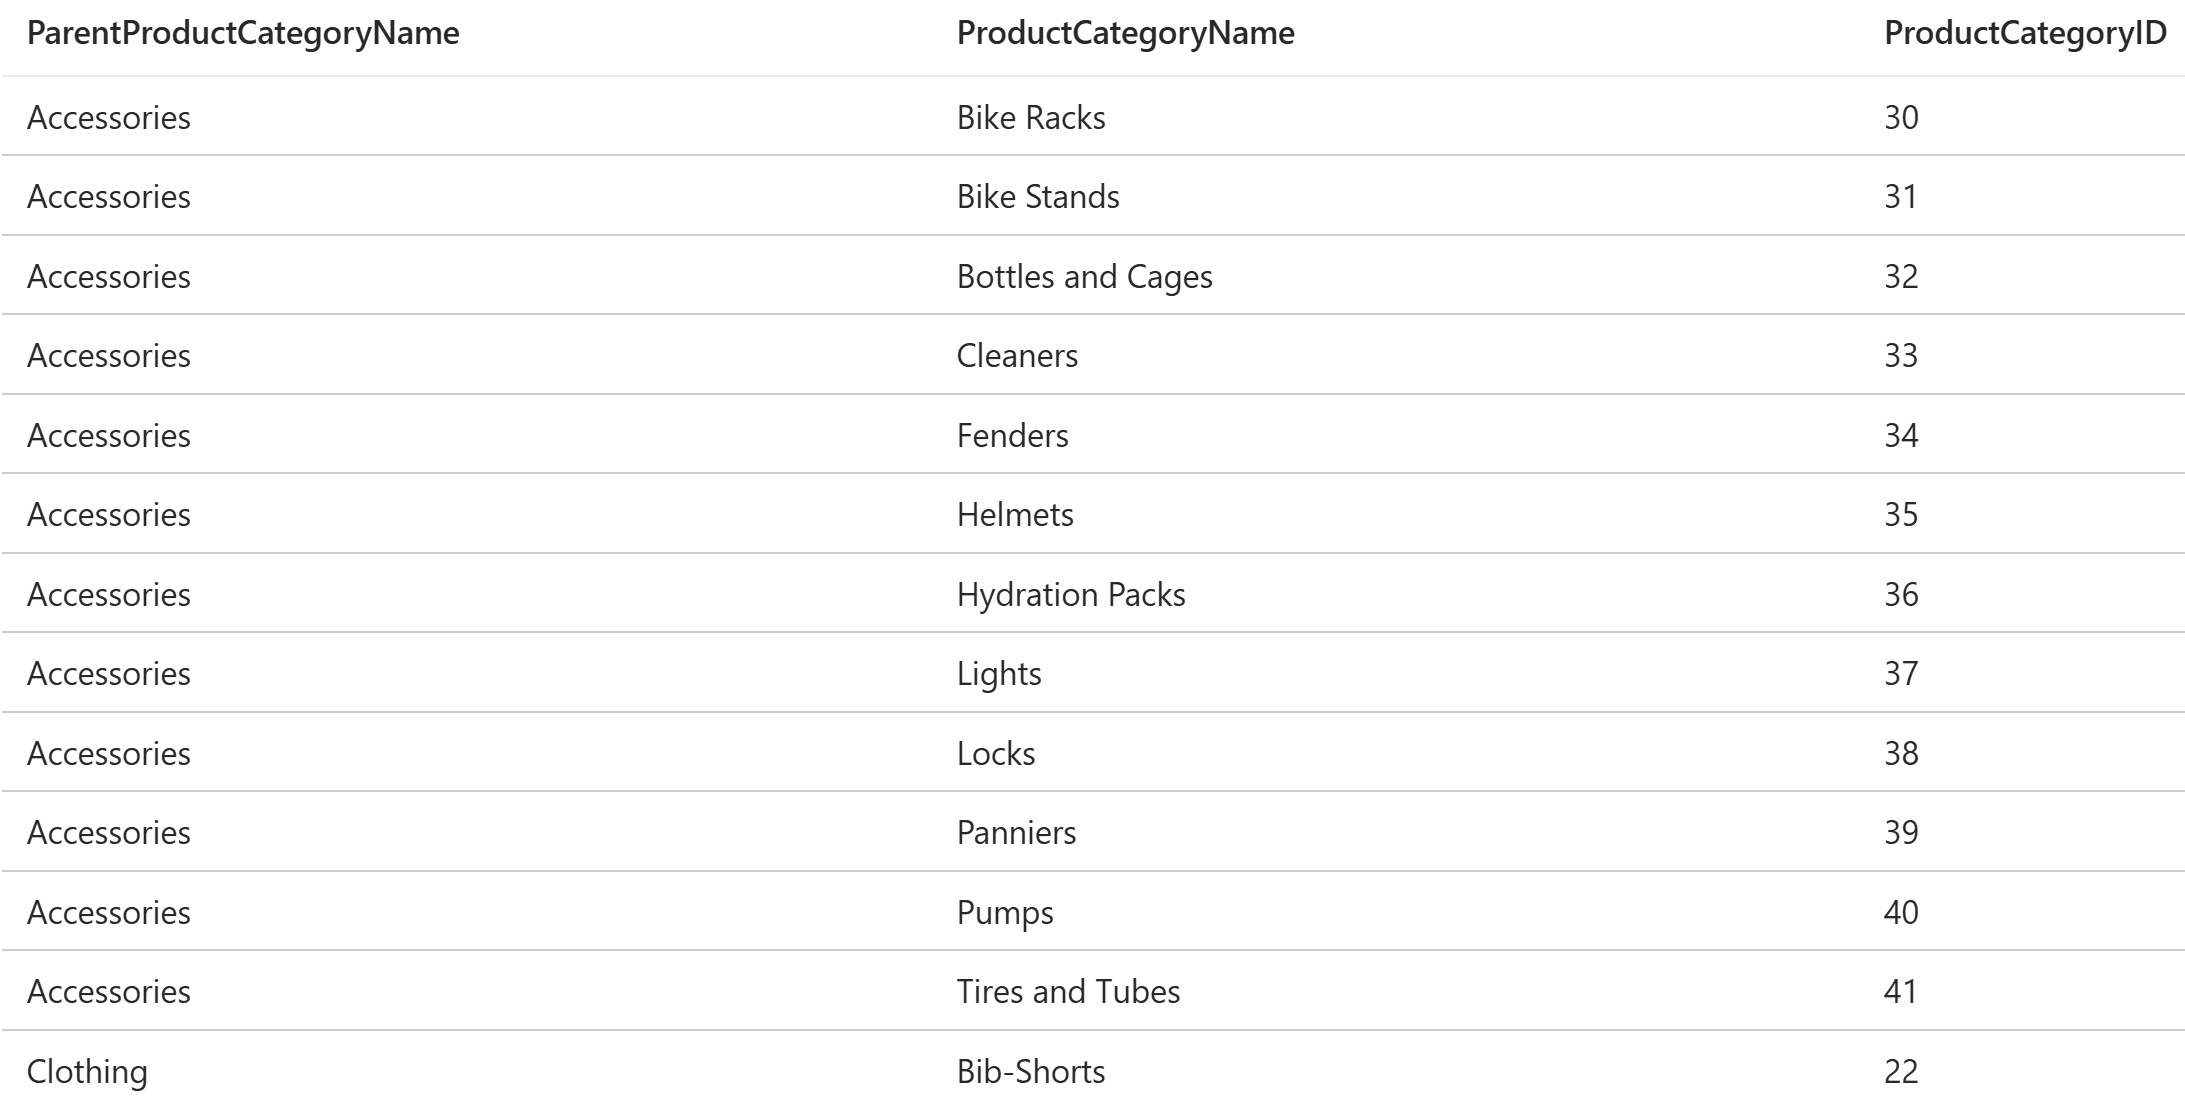 ParentProductCategoryName ProductCategoryName ProductCategoryID
Accessories Bike Racks 30
Accessories Bike Stands 31
Accessories Bottles and Cages 32
Accessories Cleaners 33
Accessories Fenders 34
Accessories Helmets 35
Accessories Hydration Packs 36
Accessories Lights 37
Accessories Locks 38
Accessories Panniers 39
Accessories Pumps 40
Accessories Tires and Tubes 41
Clothing Bib-Shorts 22